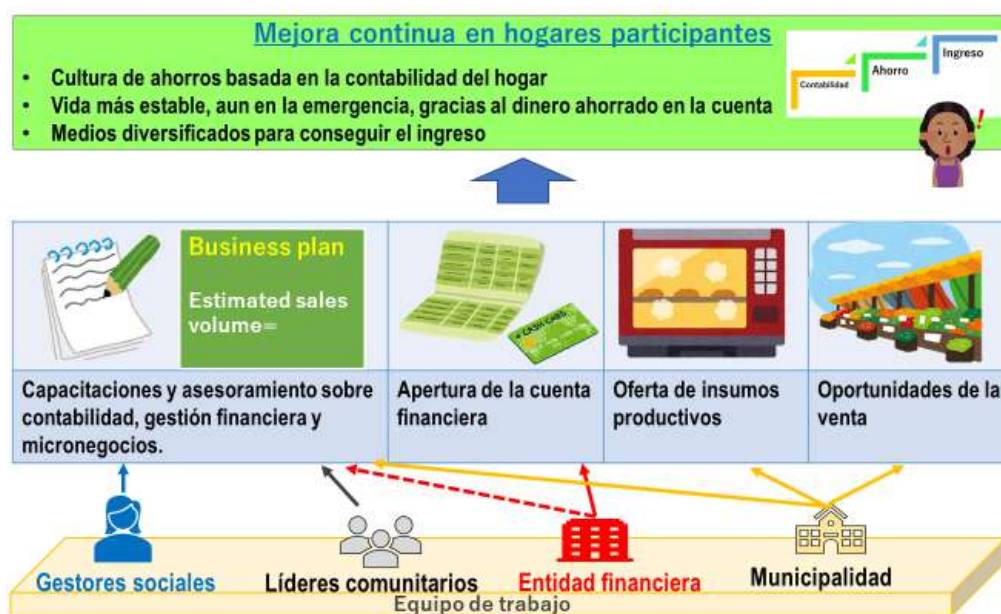 Mejora continua en hogares participantes
• Cultura de ahorros basada en la contabilidad del hogar
• Vida más estable, aun en la emergencia, gracias al dinero ahorrado en la cuenta
• Medios diversificados para conseguir el ingreso
Contabilidad
Ahorro
Ingreso
!
Business plan
Estimated sales
volume=
CASH CARD
Capacitaciones y asesoramiento sobre
contabilidad, gestión financiera y
micronegocios.
Apertura de la cuenta
financiera
Oferta de insumos
productivos
Oportunidades de la
venta
Gestores sociales
Líderes comunitarios
Entidad financiera
Municipalidad
Equipo de trabajo